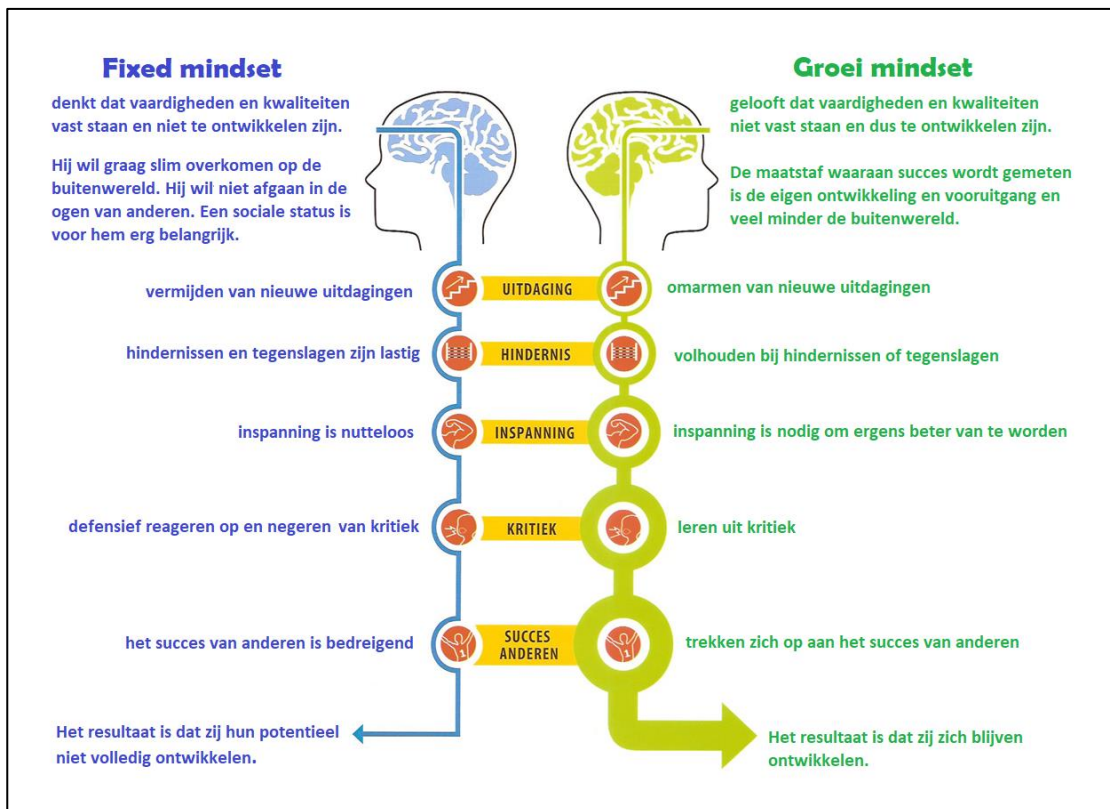 Fixed mindset
denkt dat vaardigheden en kwaliteiten
vast staan en niet te ontwikkelen zijn.
Hij wil graag slim overkomen op de
buitenwereld. Hij wil niet afgaan in de
ogen van anderen. Een sociale status is
voor hem erg belangrijk.
Groei mindset
gelooft dat vaardigheden en kwaliteiten
niet vast staan en dus te ontwikkelen zijn.
De maatstaf waaraan succes wordt gemeten
is de eigen ontwikkeling en vooruitgang en
veel minder de buitenwereld.
vermijden van nieuwe uitdagingen
UITDAGING
omarmen van nieuwe uitdagingen
hindernissen en tegenslagen zijn lastig
HINDERNIS
volhouden bij hindernissen of tegenslagen
inspanning is nutteloos
INSPANNING
inspanning is nodig om ergens beter van te worden
defensief reageren op en negeren van kritiek
KRITIEK
leren uit kritiek
het succes van anderen is bedreigend
1
SUCCES
ANDEREN
1
trekken zich op aan het succes van anderen
Het resultaat is dat zij hun potentieel
niet volledig ontwikkelen.
Het resultaat is dat zij zich blijven
ontwikkelen.